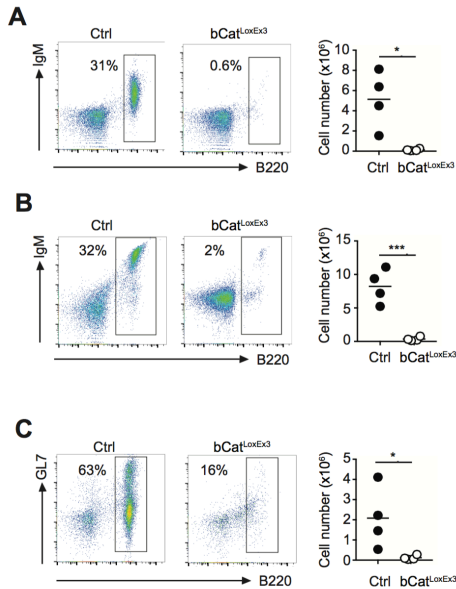 A
Ctrl
bCatLoxEx3
IgM
31%
0.6%
B220
Cell number (x10⁶)
10
8
6
4
2
0
*
Ctrl bCatLoxEx3
B
Ctrl
bCatLoxEx3
IgM
32%
2%
B220
Cell number (x10⁶)
15
10
5
0
***
Ctrl bCatLoxEx3
C
Ctrl
bCatLoxEx3
GL7
63%
16%
B220
Cell number (x10⁶)
5
4
3
2
1
0
*
Ctrl bCatLoxEx3